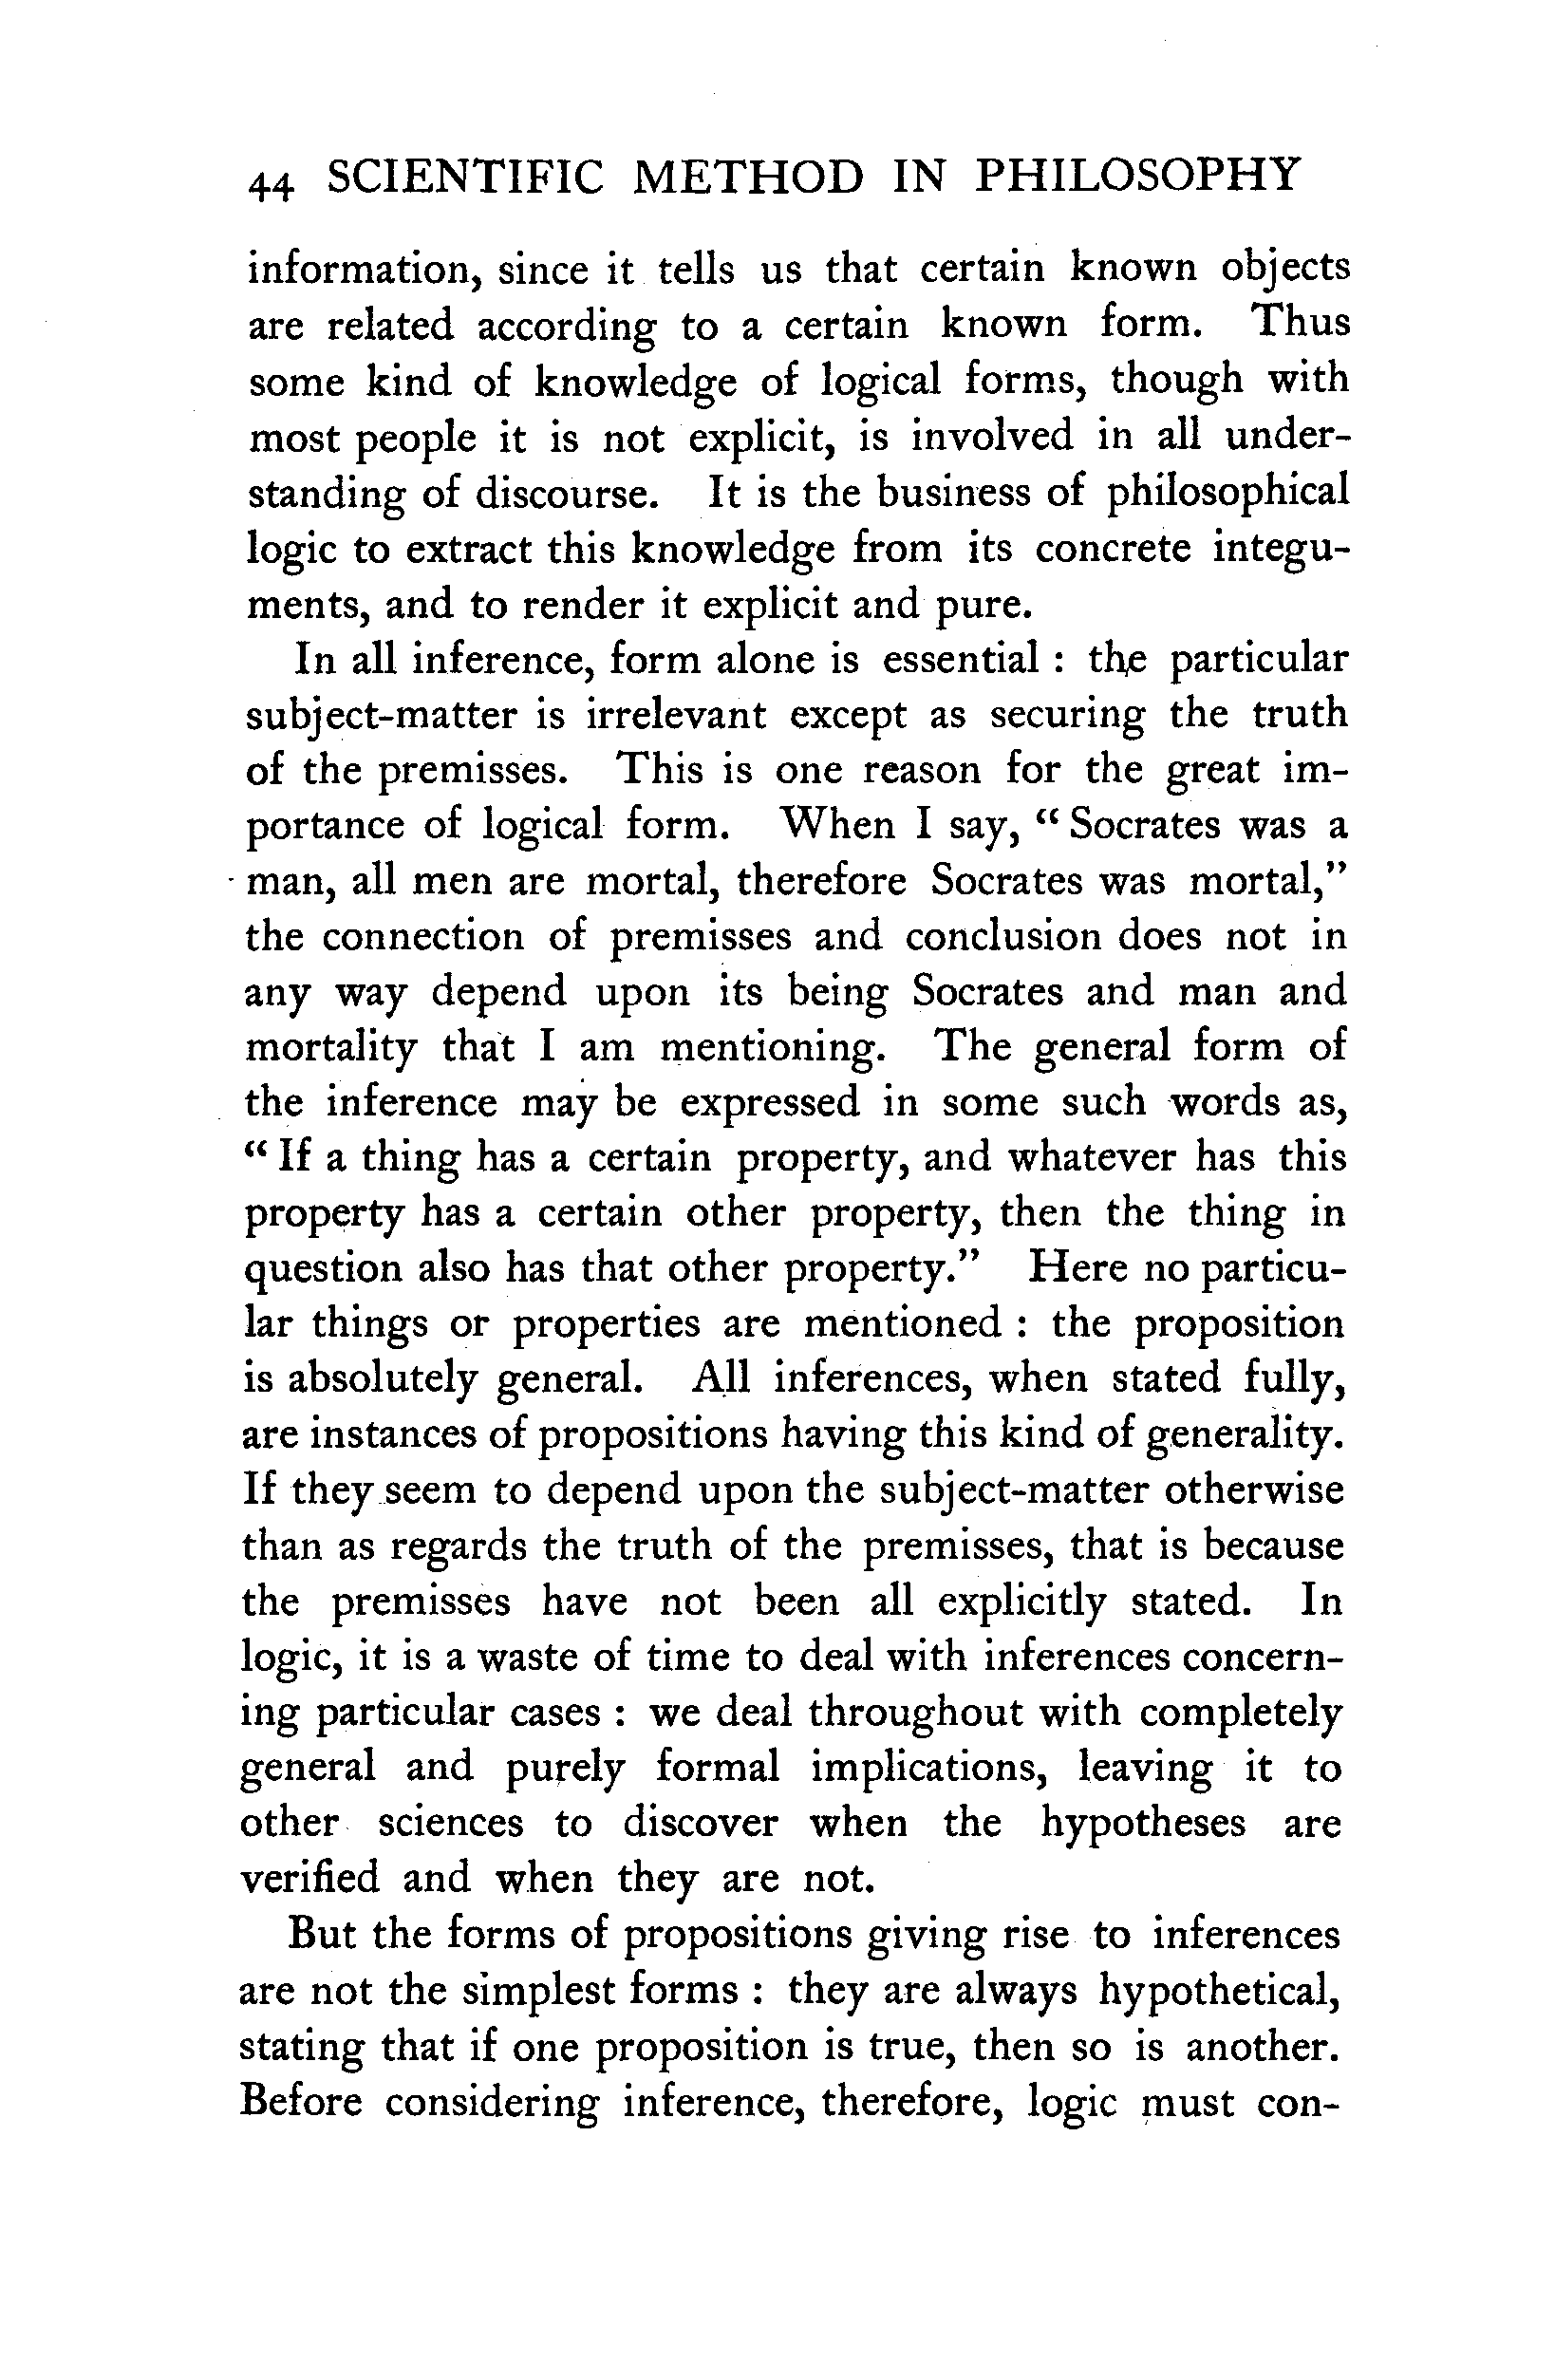 44 SCIENTIFIC METHOD IN PHILOSOPHY
information, since it tells us that certain known objects
are related according to a certain known form. Thus
some kind of knowledge of logical forms, though with
most people it is not explicit, is involved in all under-
standing of discourse. It is the business of philosophical
logic to extract this knowledge from its concrete integu-
ments, and to render it explicit and pure.
In all inference, form alone is essential : the particular
subject-matter is irrelevant except as securing the truth
of the premisses. This is one reason for the great im-
portance of logical form. When I say, “ Socrates was a
man, all men are mortal, therefore Socrates was mortal,”
the connection of premisses and conclusion does not in
any way depend upon its being Socrates and man and
mortality that I am mentioning. The general form of
the inference may be expressed in some such words as,
“ If a thing has a certain property, and whatever has this
property has a certain other property, then the thing in
question also has that other property.” Here no particu-
lar things or properties are mentioned : the proposition
is absolutely general. All inferences, when stated fully,
are instances of propositions having this kind of generality.
If they seem to depend upon the subject-matter otherwise
than as regards the truth of the premisses, that is because
the premisses have not been all explicitly stated. In
logic, it is a waste of time to deal with inferences concern-
ing particular cases : we deal throughout with completely
general and purely formal implications, leaving it to
other sciences to discover when the hypotheses are
verified and when they are not.
But the forms of propositions giving rise to inferences
are not the simplest forms : they are always hypothetical,
stating that if one proposition is true, then so is another.
Before considering inference, therefore, logic must con-